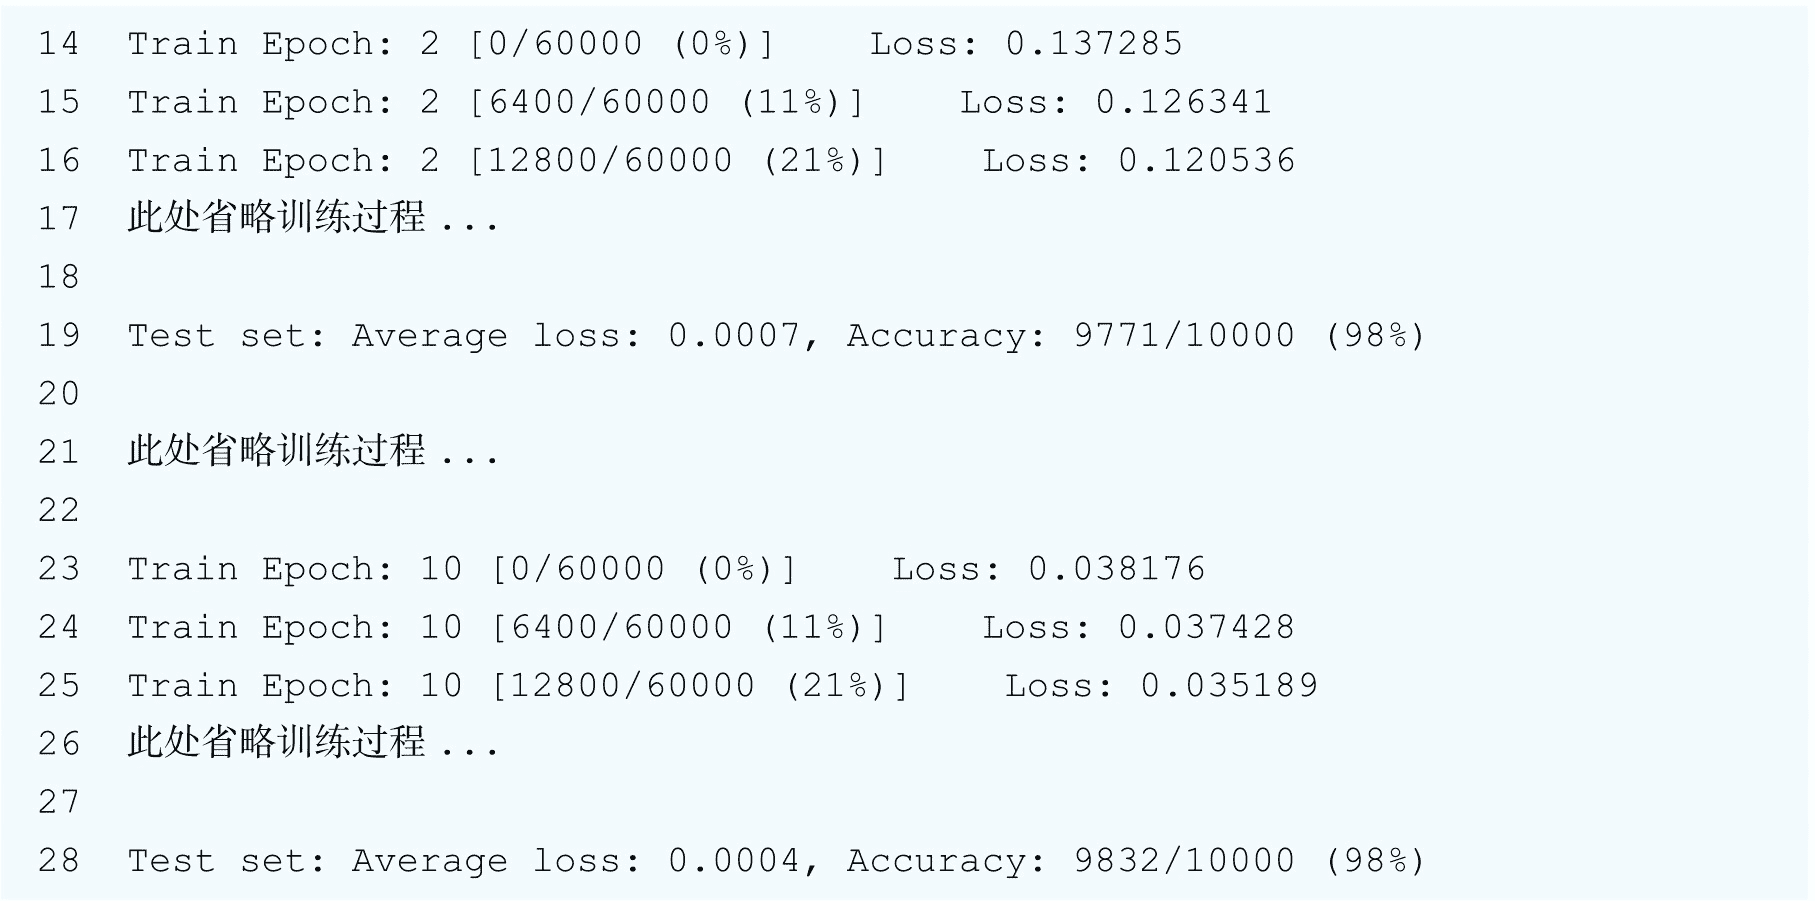 14 Train Epoch: 2 [0/60000 (0%)] Loss: 0.137285
15 Train Epoch: 2 [6400/60000 (11%)] Loss: 0.126341
16 Train Epoch: 2 [12800/60000 (21%)] Loss: 0.120536
17 此处省略训练过程 ...
18
19 Test set: Average loss: 0.0007, Accuracy: 9771/10000 (98%)
20
21 此处省略训练过程 ...
22
23 Train Epoch: 10 [0/60000 (0%)] Loss: 0.038176
24 Train Epoch: 10 [6400/60000 (11%)] Loss: 0.037428
25 Train Epoch: 10 [12800/60000 (21%)] Loss: 0.035189
26 此处省略训练过程 ...
27
28 Test set: Average loss: 0.0004, Accuracy: 9832/10000 (98%)